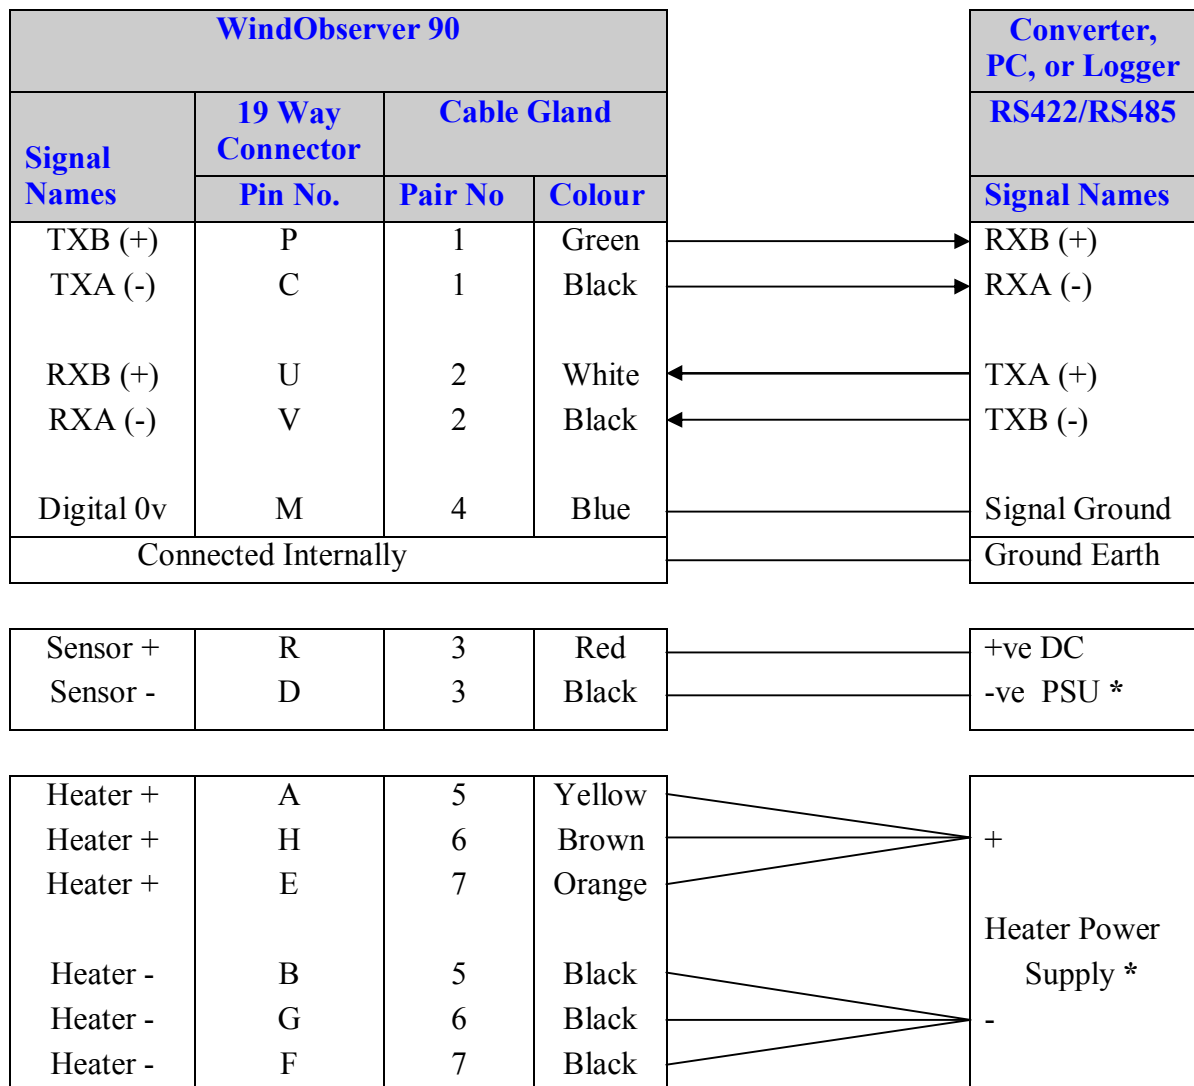 WindObserver 90
Converter,
PC, or Logger
Signal
Names
19 Way
Connector
Cable Gland
RS422/RS485
Pin No.
Pair No
Colour
Signal Names
TXB (+) P 1 Green RXB (+)
TXA (-) C 1 Black RXA (-)
RXB (+) U 2 White TXA (+)
RXA (-) V 2 Black TXB (-)
Digital 0v M 4 Blue Signal Ground
Connected Internally Ground Earth
Sensor + R 3 Red +ve DC
Sensor - D 3 Black -ve PSU *
Heater + A 5 Yellow
Heater + H 6 Brown +
Heater + E 7 Orange
Heater Power
Heater - B 5 Black Supply *
Heater - G 6 Black -
Heater - F 7 Black